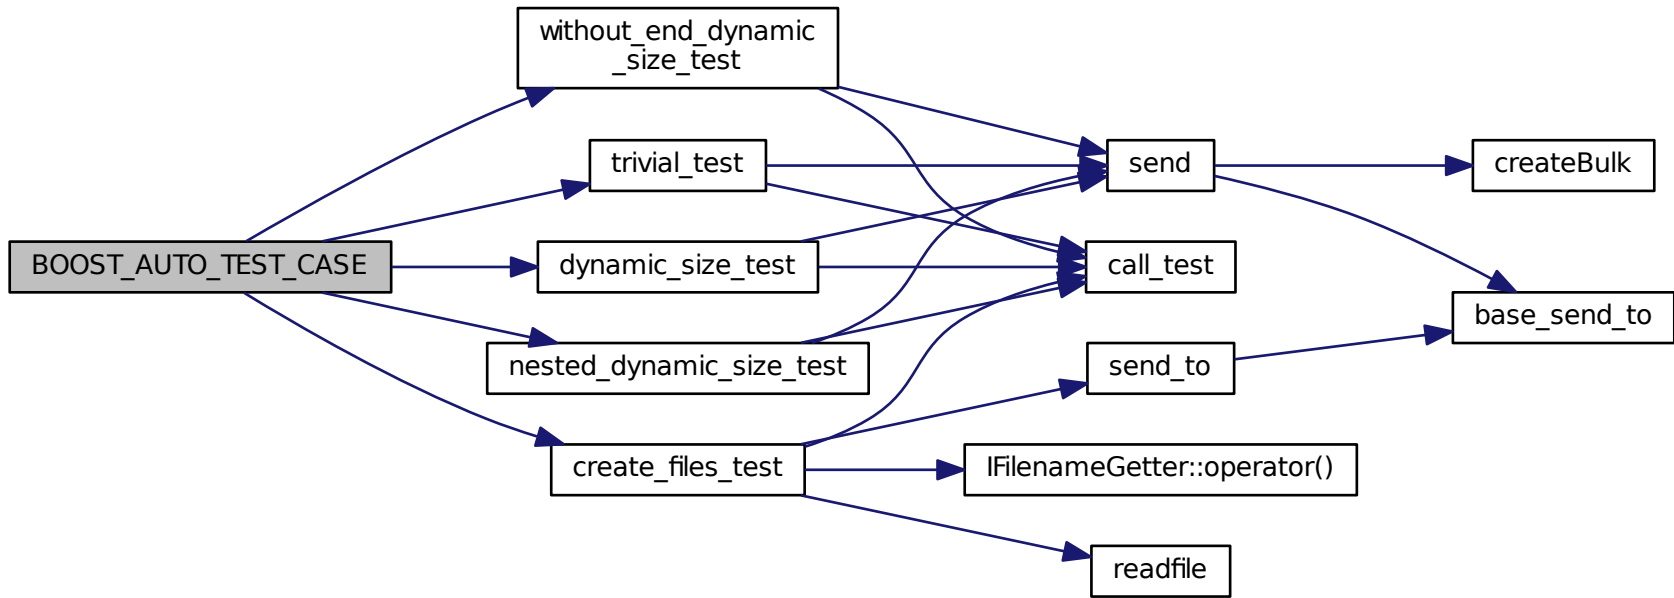 without_end_dynamic
_size_test
trivial_test
send
createBulk
BOOST_AUTO_TEST_CASE
dynamic_size_test
call_test
base_send_to
nested_dynamic_size_test
send_to
create_files_test
IFilenameGetter::operator()
readfile